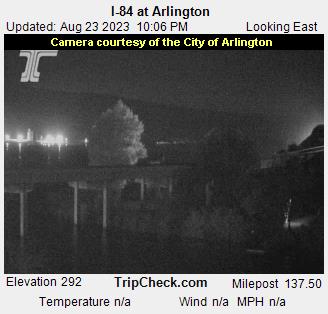 I-84 at Arlington
Updated: Aug 23 2023 10:06 PM Looking East
Camera courtesy of the City of Arlington
Elevation 292 TripCheck.com Milepost 137.50
Temperature n/a Wind n/a MPH n/a